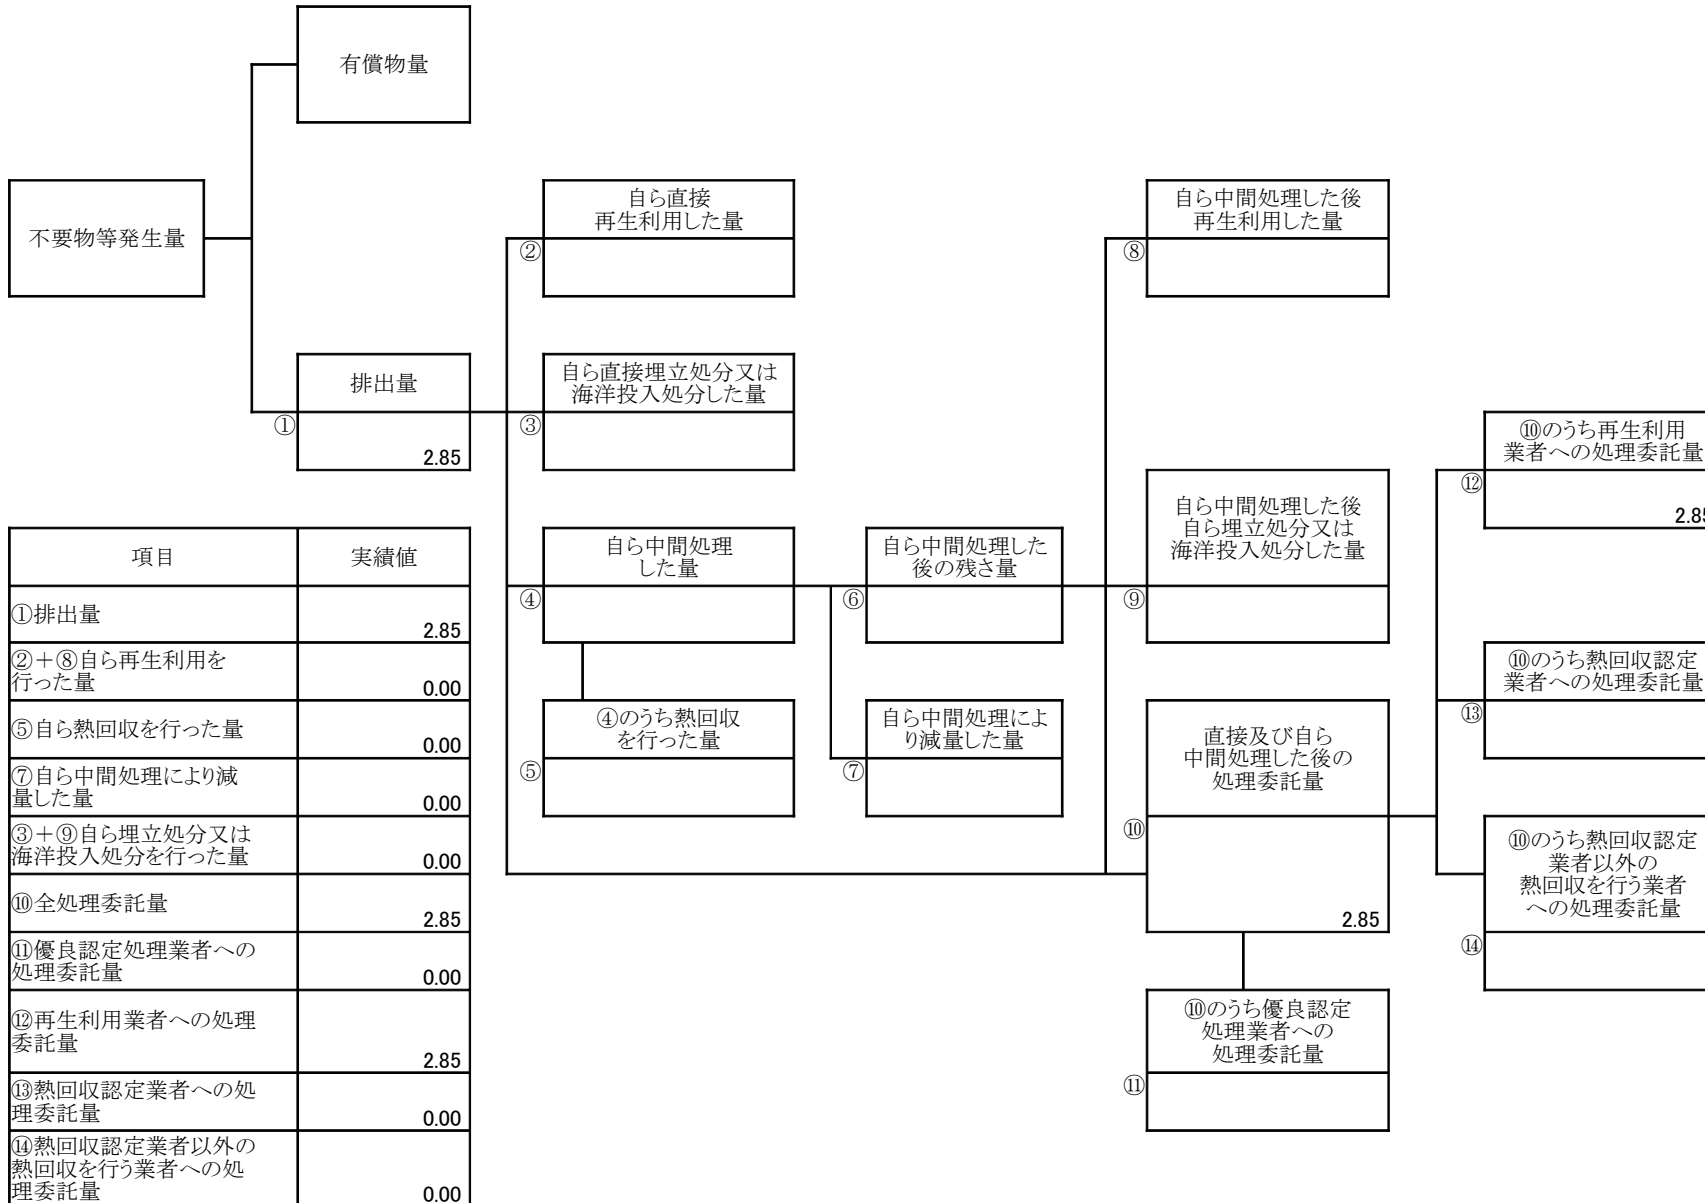 有償物量
不要物等発生量
排出量
①
2.85
自ら直接
再生利用した量
②
自ら直接埋立処分又は
海洋投入処分した量
③
自ら中間処理
した量
④
④のうち熱回収
を行った量
⑤
自ら中間処理した
後の残さ量
⑥
自ら中間処理によ
り減量した量
⑦
自ら中間処理した後
再生利用した量
⑧
自ら中間処理した後
自ら埋立処分又は
海洋投入処分した量
⑨
直接及び自ら
中間処理した後の
処理委託量
⑩
2.85
⑩のうち優良認定
処理業者への
処理委託量
⑪
⑩のうち再生利用
業者への処理委託量
⑫
2.85
⑩のうち熱回収認定
業者への処理委託量
⑬
⑩のうち熱回収認定
業者以外の
熱回収を行う業者
への処理委託量
⑭
項目 実績値
①排出量
2.85
②+⑧自ら再生利用を
行った量
0.00
⑤自ら熱回収を行った量
0.00
⑦自ら中間処理により減
量した量
0.00
③+⑨自ら埋立処分又は
海洋投入処分を行った量
0.00
⑩全処理委託量
2.85
⑪優良認定処理業者への
処理委託量
0.00
⑫再生利用業者への処理
委託量
2.85
⑬熱回収認定業者への処
理委託量
0.00
⑭熱回収認定業者以外の
熱回収を行う業者への処
理委託量
0.00